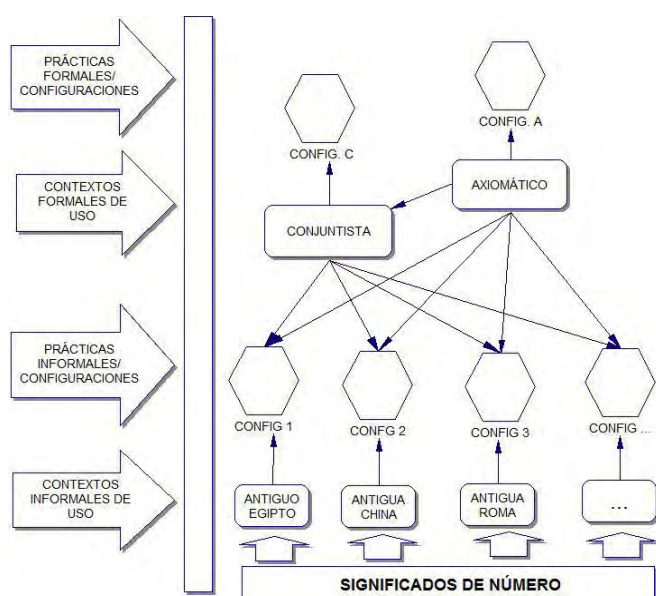 PRÁCTICAS
FORMALES/
CONFIGURACIONES
CONFIG. C
CONFIG. A
CONTEXTOS
FORMALES DE
USO
AXIOMÁTICO
CONJUNTISTA
PRÁCTICAS
INFORMALES/
CONFIGURACIONES
CONFIG 1
CONFIG 2
CONFIG 3
CONFIG ...
CONTEXTOS
INFORMALES DE
USO
ANTIGUO
EGIPTO
ANTIGUA
CHINA
ANTIGUA
ROMA
...
SIGNIFICADOS DE NÚMERO